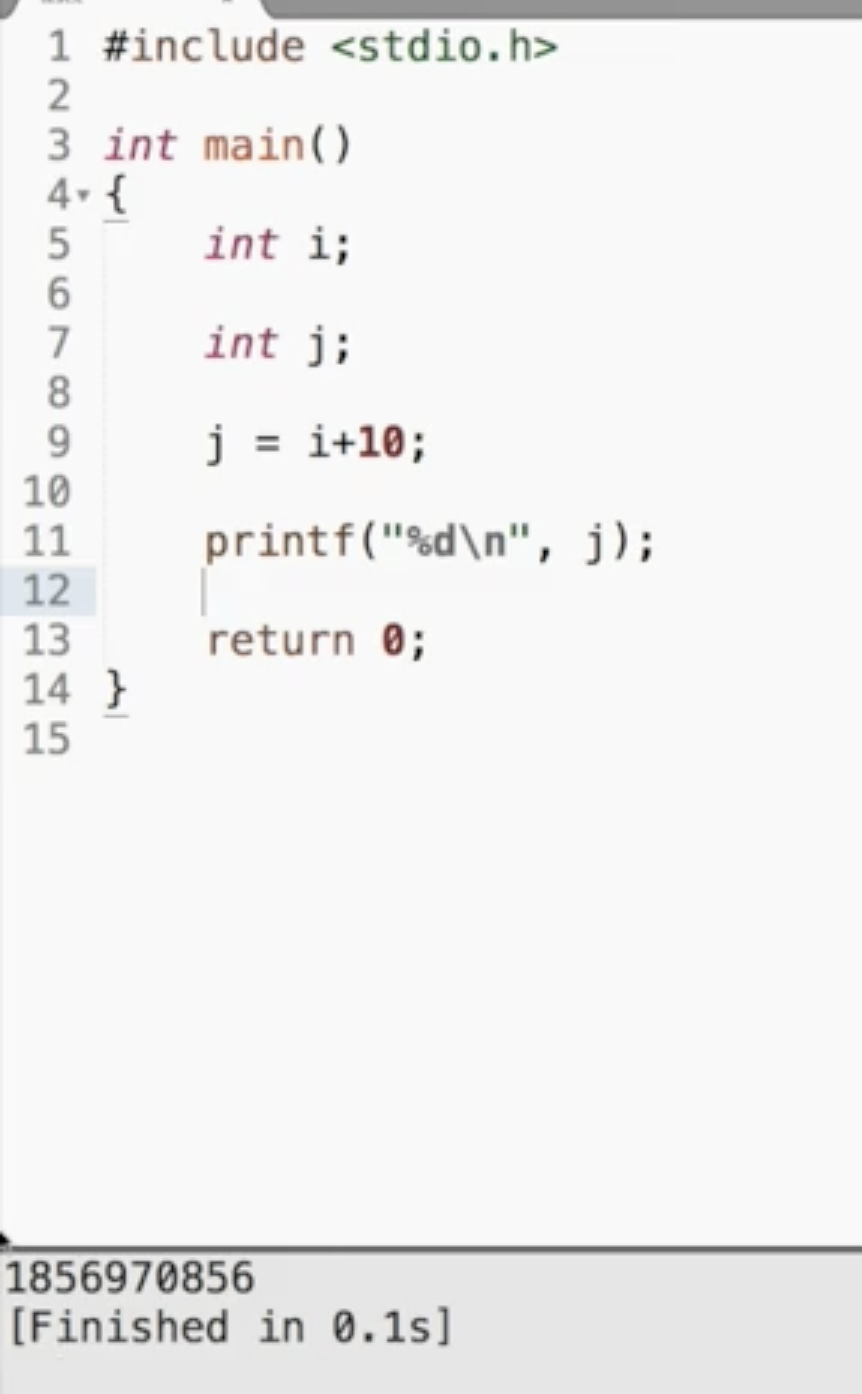 1 #include <stdio.h>
2
3 int main()
4 {
5     int i;
6
7     int j;
8
9     j = i+10;
10
11     printf("%d\n", j);
12
13     return 0;
14 }
15
1856970856
[Finished in 0.1s]